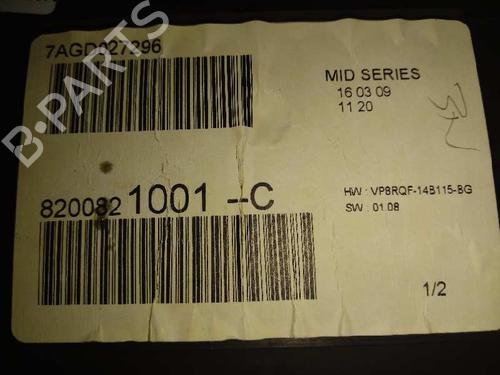 7AGD027296
MID SERIES
16 03 09
11 20
8200821001 --C
HW : VP8RQF-14B115-BG
SW : 01.08
1/2
B-PARTS